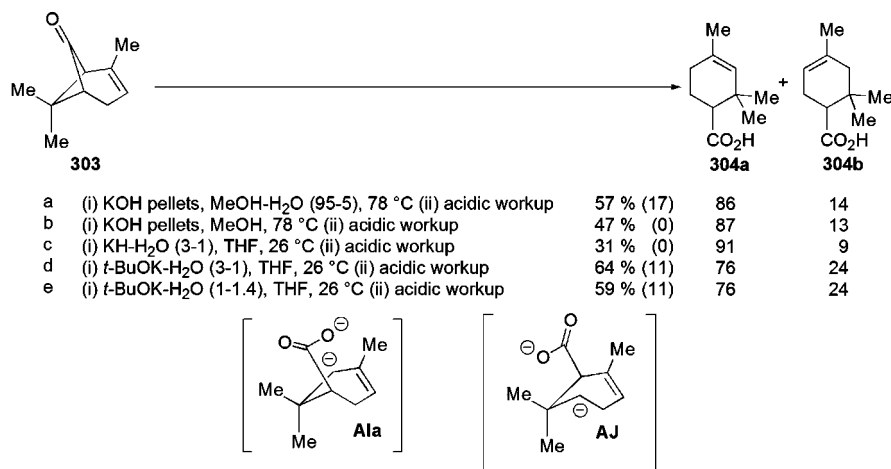 O
Me
Me
Me
303
Me
Me
Me
CO2H
304a
+
Me
Me
Me
CO2H
304b
a (i) KOH pellets, MeOH-H2O (95-5), 78 °C (ii) acidic workup 57 % (17) 86 14
b (i) KOH pellets, MeOH, 78 °C (ii) acidic workup 47 % (0) 87 13
c (i) KH-H2O (3-1), THF, 26 °C (ii) acidic workup 31 % (0) 91 9
d (i) t-BuOK-H2O (3-1), THF, 26 °C (ii) acidic workup 64 % (11) 76 24
e (i) t-BuOK-H2O (1-1.4), THF, 26 °C (ii) acidic workup 59 % (11) 76 24
O
O
Me
Me
Me
AIa
O
O
Me
Me
Me
AJ